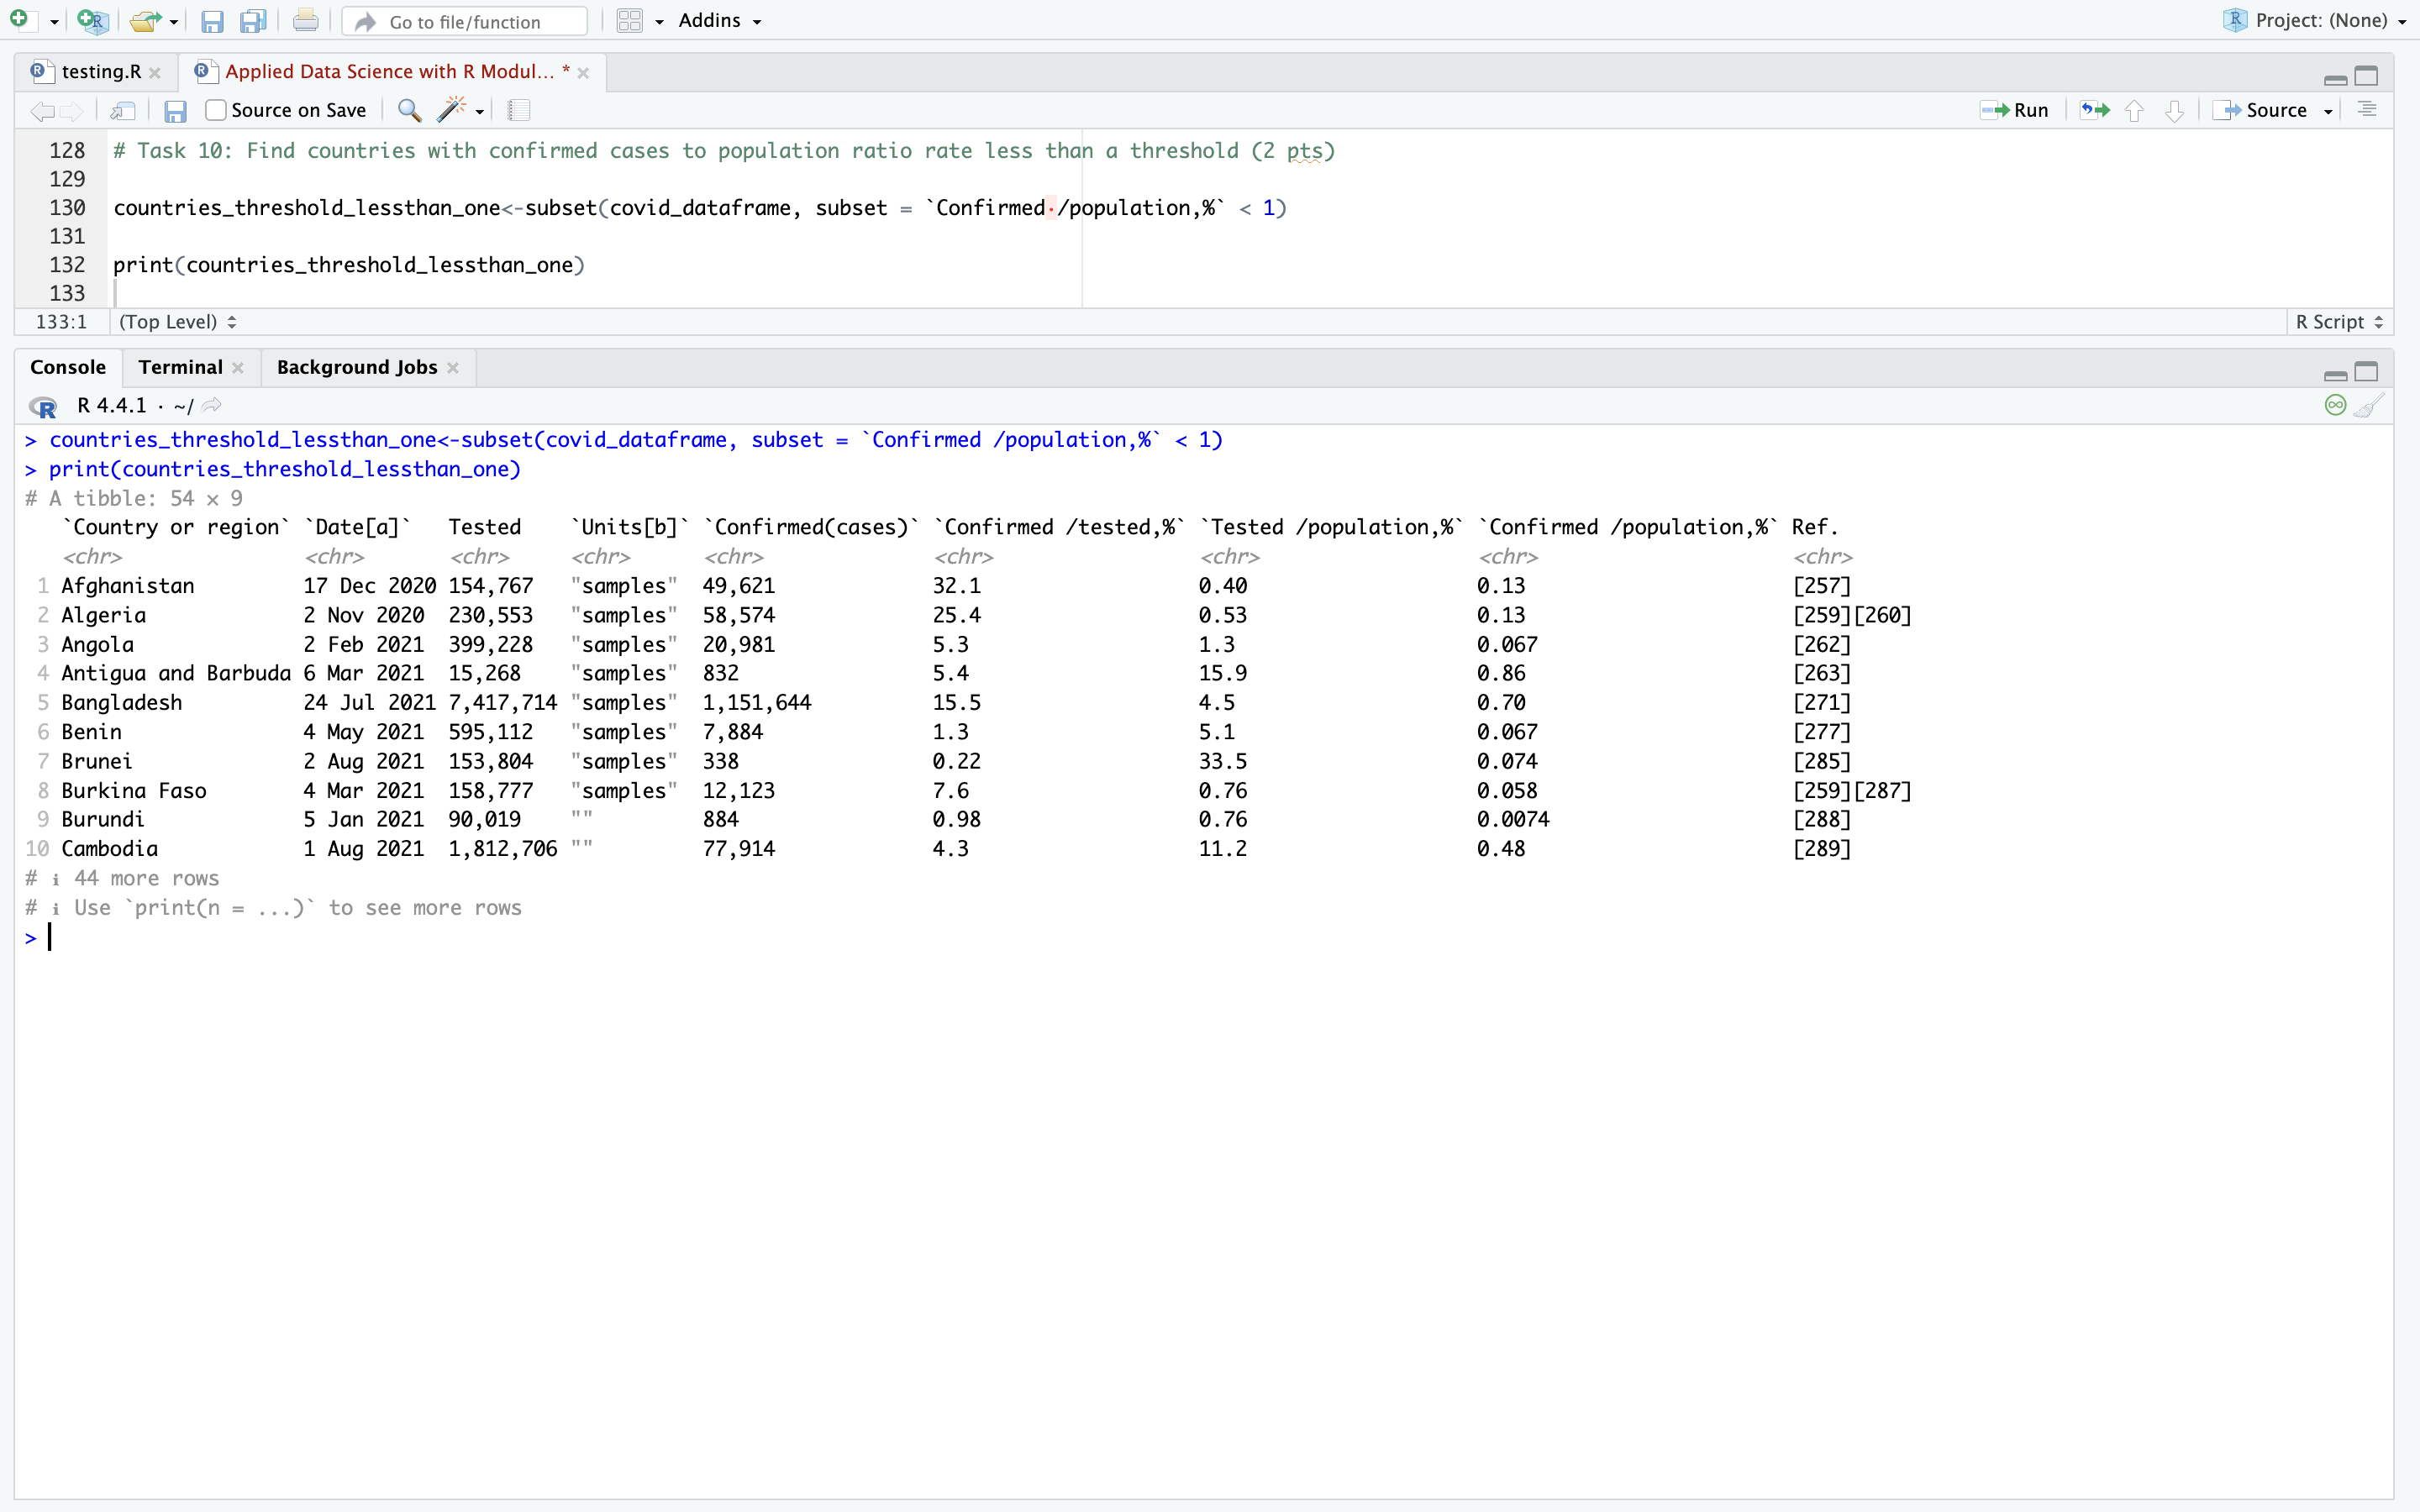 Go to file/function Addins Project: (None)
testing.R Applied Data Science with R Modul... *
Source on Save Run Source
128 # Task 10: Find countries with confirmed cases to population ratio rate less than a threshold (2 pts)
129
130 countries_threshold_lessthan_one<-subset(covid_dataframe, subset = `Confirmed /population,%` < 1)
131
132 print(countries_threshold_lessthan_one)
133
133:1 (Top Level) R Script
Console Terminal Background Jobs
R 4.4.1 · ~/
> countries_threshold_lessthan_one<-subset(covid_dataframe, subset = `Confirmed /population,%` < 1)
> print(countries_threshold_lessthan_one)
# A tibble: 54 × 9
`Country or region` `Date[a]` Tested `Units[b]` `Confirmed(cases)` `Confirmed /tested,%` `Tested /population,%` `Confirmed /population,%` Ref.
<chr> <chr> <chr> <chr> <chr> <chr> <chr> <chr> <chr>
1 Afghanistan 17 Dec 2020 154,767 "samples" 49,621 32.1 0.40 0.13 [257]
2 Algeria 2 Nov 2020 230,553 "samples" 58,574 25.4 0.53 0.13 [259][260]
3 Angola 2 Feb 2021 399,228 "samples" 20,981 5.3 1.3 0.067 [262]
4 Antigua and Barbuda 6 Mar 2021 15,268 "samples" 832 5.4 15.9 0.86 [263]
5 Bangladesh 24 Jul 2021 7,417,714 "samples" 1,151,644 15.5 4.5 0.70 [271]
6 Benin 4 May 2021 595,112 "samples" 7,884 1.3 5.1 0.067 [277]
7 Brunei 2 Aug 2021 153,804 "samples" 338 0.22 33.5 0.074 [285]
8 Burkina Faso 4 Mar 2021 158,777 "samples" 12,123 7.6 0.76 0.058 [259][287]
9 Burundi 5 Jan 2021 90,019 "" 884 0.98 0.76 0.0074 [288]
10 Cambodia 1 Aug 2021 1,812,706 "" 77,914 4.3 11.2 0.48 [289]
# ℹ 44 more rows
# ℹ Use `print(n = ...)` to see more rows
>